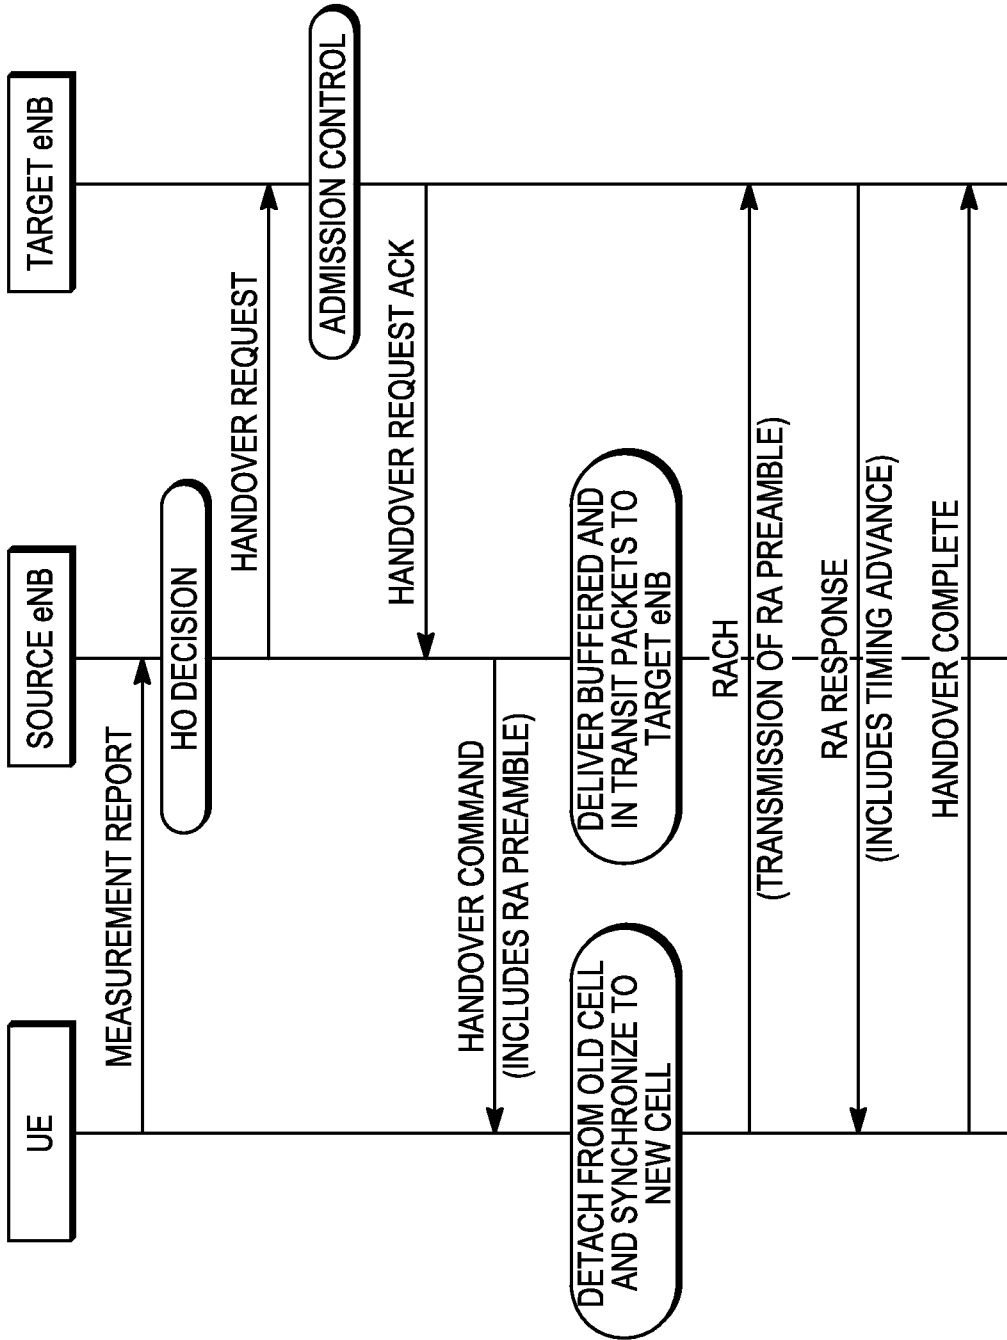 UE
SOURCE eNB
TARGET eNB
MEASUREMENT REPORT
HO DECISION
HANDOVER REQUEST
ADMISSION CONTROL
HANDOVER REQUEST ACK
HANDOVER COMMAND
(INCLUDES RA PREAMBLE)
DETACH FROM OLD CELL
AND SYNCHRONIZE TO
NEW CELL
DELIVER BUFFERED AND
IN TRANSIT PACKETS TO
TARGET eNB
RACH
(TRANSMISSION OF RA PREAMBLE)
RA RESPONSE
(INCLUDES TIMING ADVANCE)
HANDOVER COMPLETE